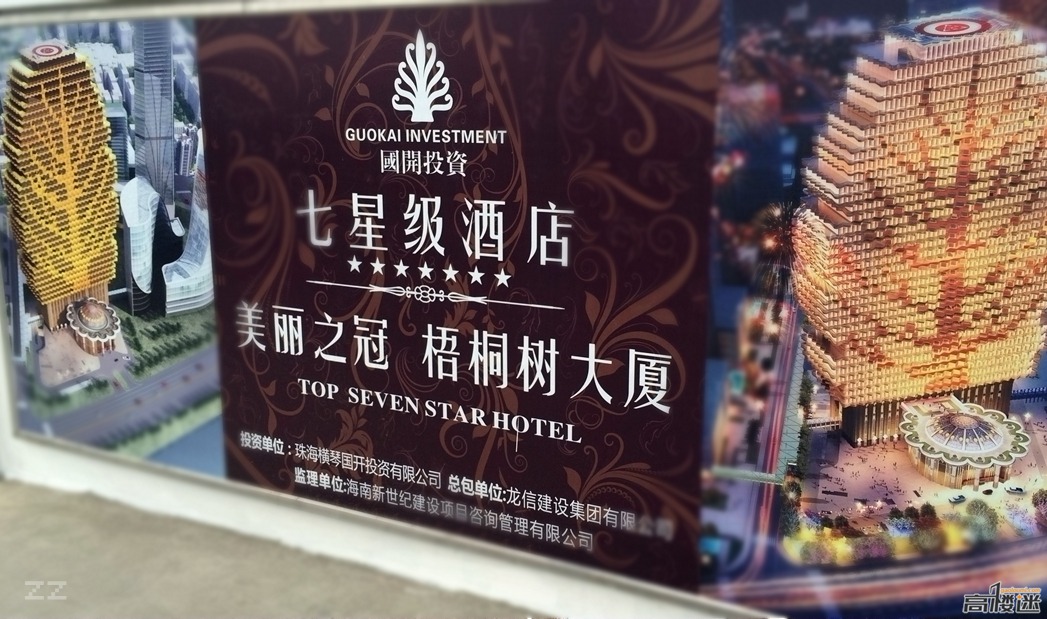 GUOKAI INVESTMENT
國開投資
七星级酒店
美丽之冠 梧桐树大厦
TOP SEVEN STAR HOTEL
投资单位：珠海横琴国开投资有限公司 总包单位:龙信建设集团有限公司
监理单位:海南新世纪建设项目咨询管理有限公司
ZZ
高楼迷